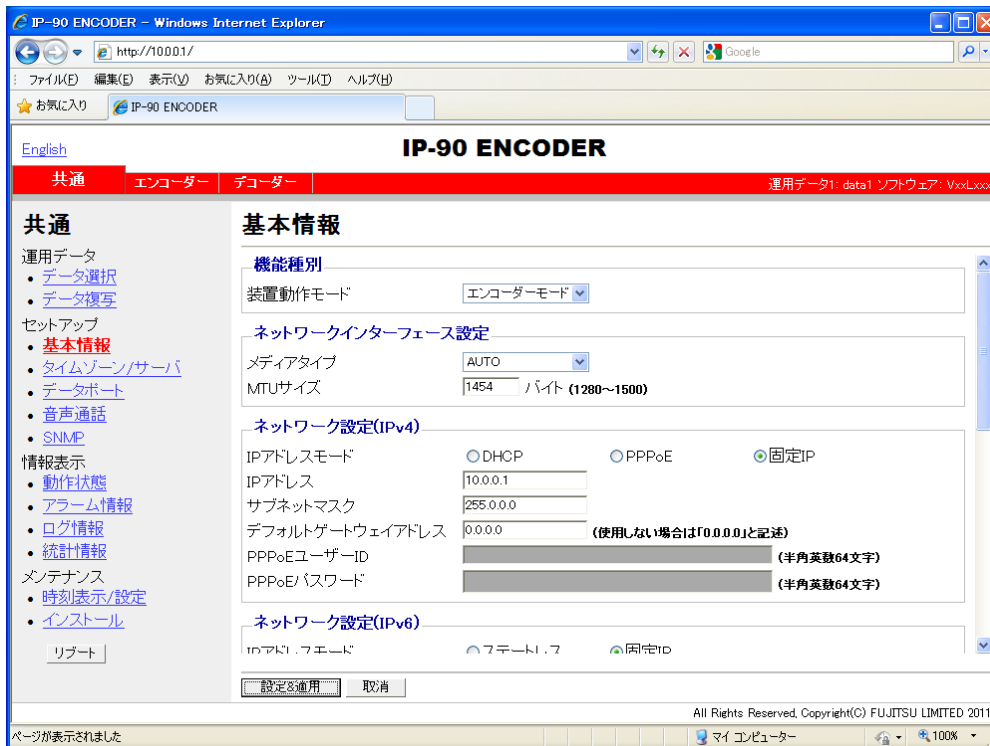 IP-90 ENCODER - Windows Internet Explorer
http://10.0.0.1/
Google
ファイル(F) 編集(E) 表示(V) お気に入り(A) ツール(T) ヘルプ(H)
お気に入り IP-90 ENCODER
English
IP-90 ENCODER
共通 エンコーダー デコーダー
運用データ1: data1 ソフトウェア: VxxLxxx
共通
運用データ
データ選択
データ複写
セットアップ
基本情報
タイムゾーン/サーバ
データポート
音声通話
SNMP
情報表示
動作状態
アラーム情報
ログ情報
統計情報
メンテナンス
時刻表示/設定
インストール
リブート
基本情報
機能種別
装置動作モード エンコーダーモード
ネットワークインターフェース設定
メディアタイプ AUTO
MTUサイズ 1454 バイト (1280～1500)
ネットワーク設定(IPv4)
IPアドレスモード DHCP PPPoE 固定IP
IPアドレス 10.0.0.1
サブネットマスク 255.0.0.0
デフォルトゲートウェイアドレス 0.0.0.0 (使用しない場合は「0.0.0.0」と記述)
PPPoEユーザーID (半角英数64文字)
PPPoEパスワード (半角英数64文字)
ネットワーク設定(IPv6)
IPアドレスモード ステートレス 固定IP
設定&適用 取消
All Rights Reserved, Copyright(C) FUJITSU LIMITED 2011
ページが表示されました マイ コンピューター 100%